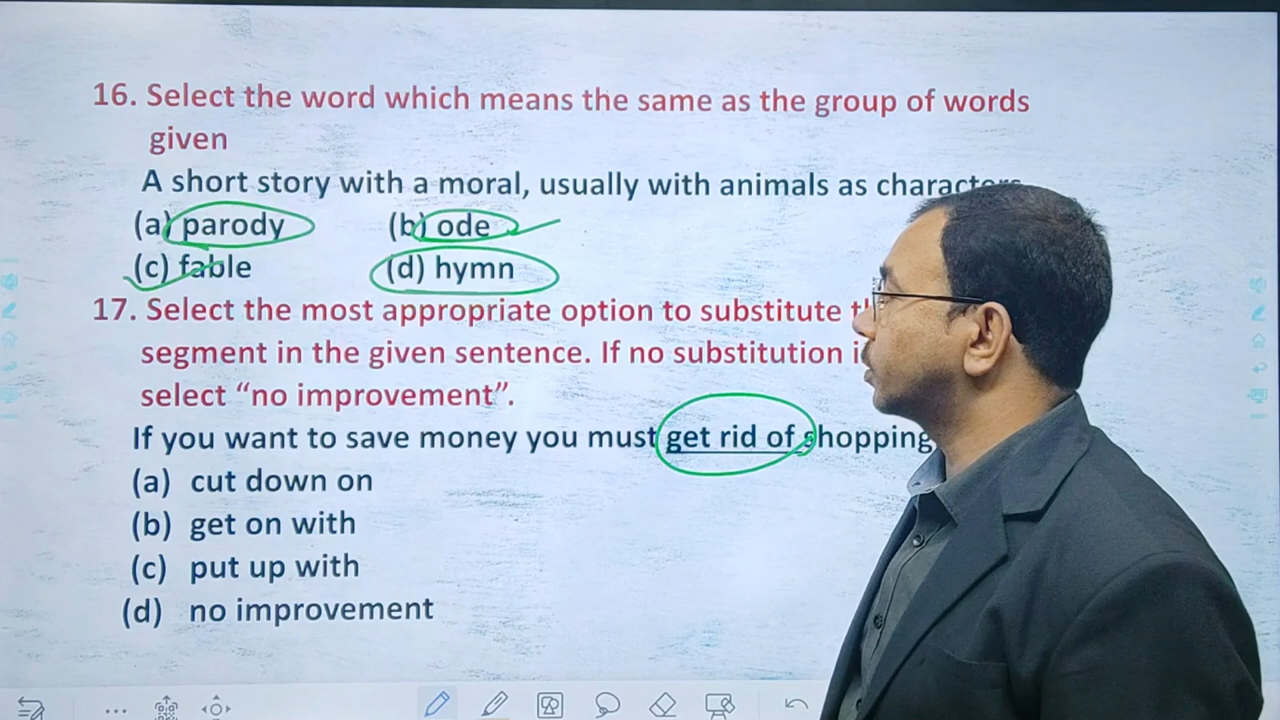 16. Select the word which means the same as the group of words
given
A short story with a moral, usually with animals as characters
(a) parody (b) ode
(c) fable (d) hymn
17. Select the most appropriate option to substitute
segment in the given sentence. If no substitution
select “no improvement”.
If you want to save money you must get rid of shopping
(a) cut down on
(b) get on with
(c) put up with
(d) no improvement